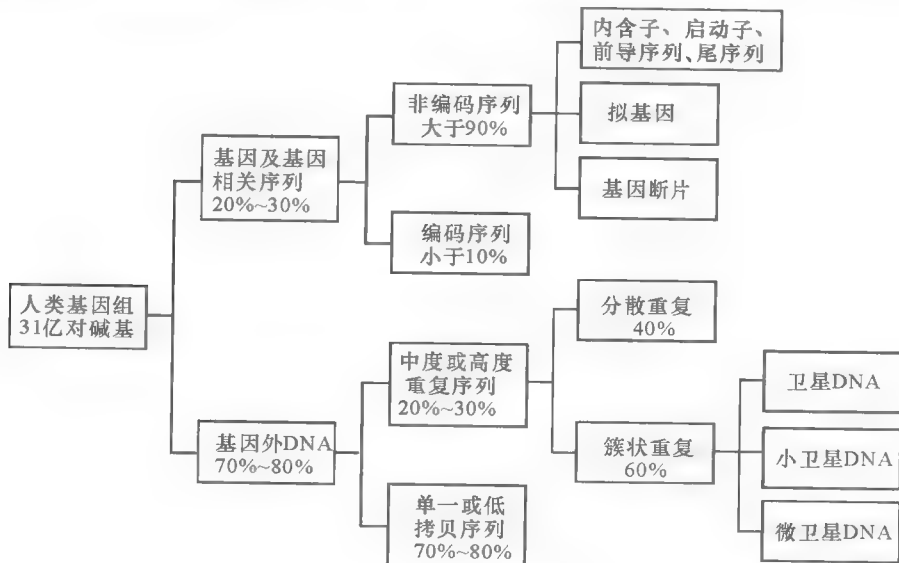 内含子、启动子、
前导序列、尾序列
非编码序列
大于90%
拟基因
基因及基因
相关序列
20%~30%
基因断片
编码序列
小于10%
人类基因组
31亿对碱基
分散重复
40%
中度或高度
重复序列
20%~30%
卫星DNA
基因外DNA
70%~80%
簇状重复
60%
小卫星DNA
单一或低
拷贝序列
70%~80%
微卫星DNA